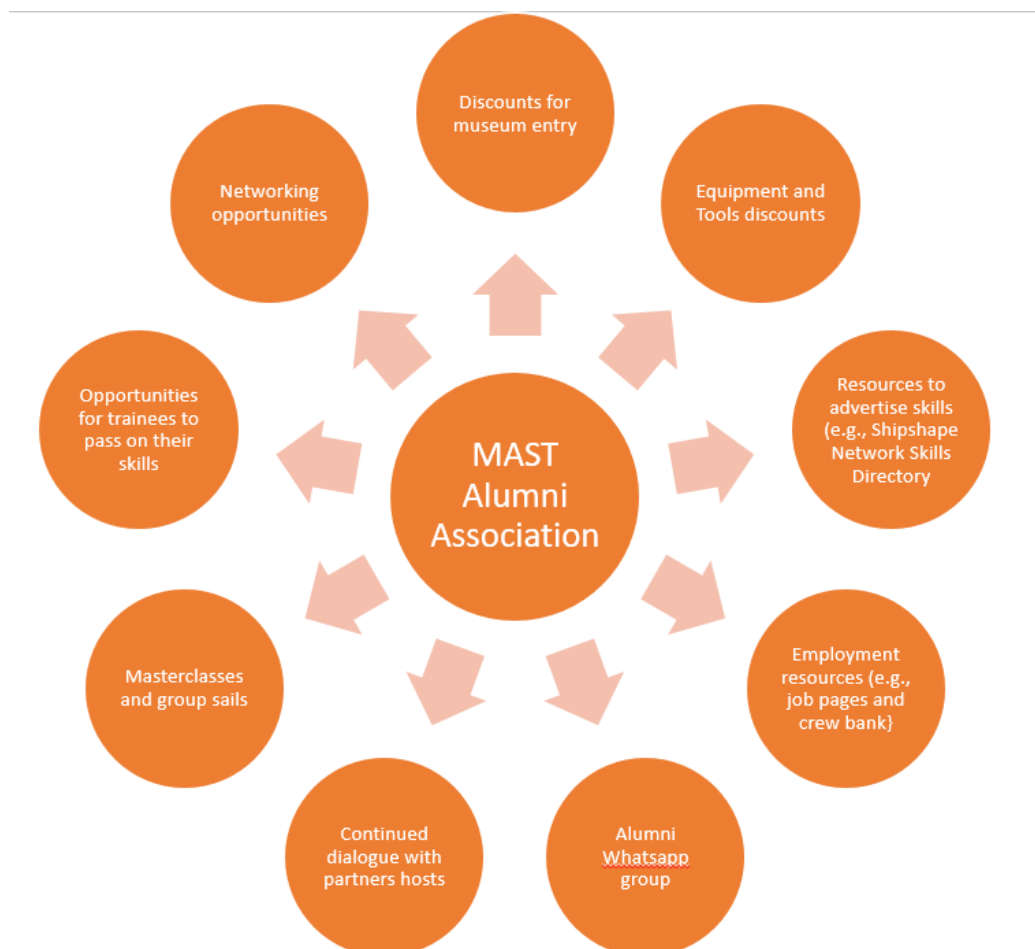 Discounts for
museum entry
Equipment and
Tools discounts
Resources to
advertise skills
(e.g., Shipshape
Network Skills
Directory
Employment
resources (e.g.,
job pages and
crew bank}
Alumni
Whatsapp
group
Continued
dialogue with
partners hosts
Masterclasses
and group sails
Opportunities
for trainees to
pass on their
skills
Networking
opportunities
MAST
Alumni
Association